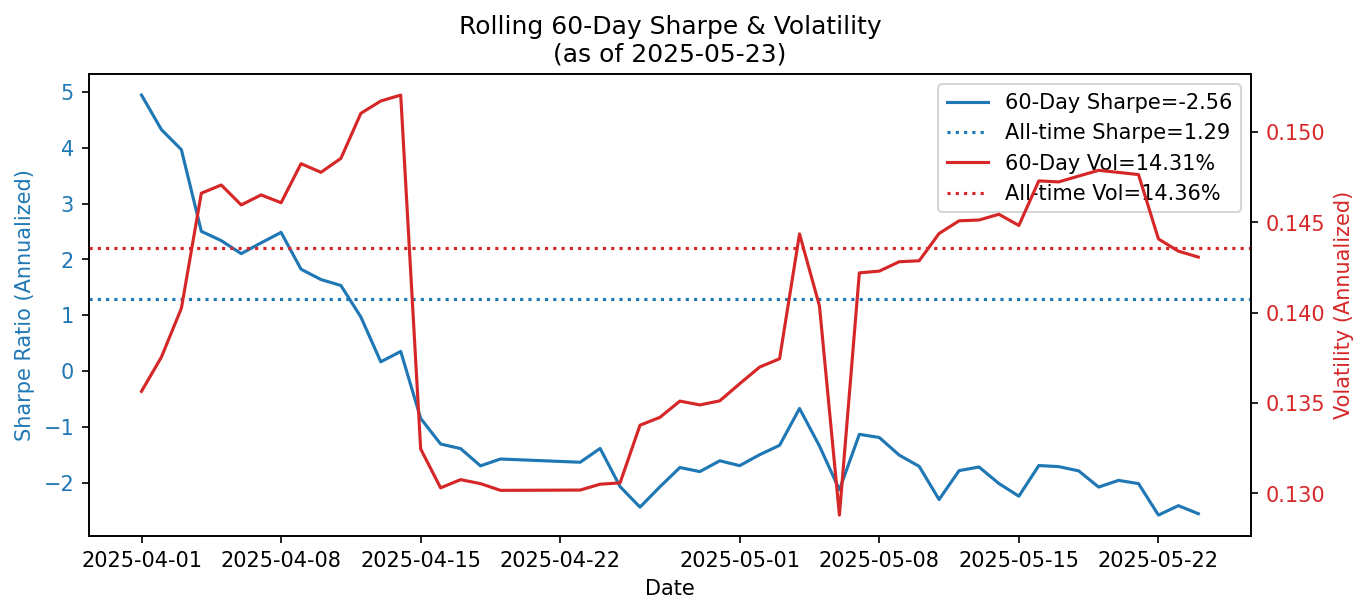 Rolling 60-Day Sharpe & Volatility
(as of 2025-05-23)
60-Day Sharpe=-2.56
All-time Sharpe=1.29
60-Day Vol=14.31%
All-time Vol=14.36%
Sharpe Ratio (Annualized)
5
4
3
2
1
0
−1
−2
0.150
0.145
0.140
0.135
0.130
Volatility (Annualized)
2025-04-01 2025-04-08 2025-04-15 2025-04-22 2025-05-01 2025-05-08 2025-05-15 2025-05-22
Date